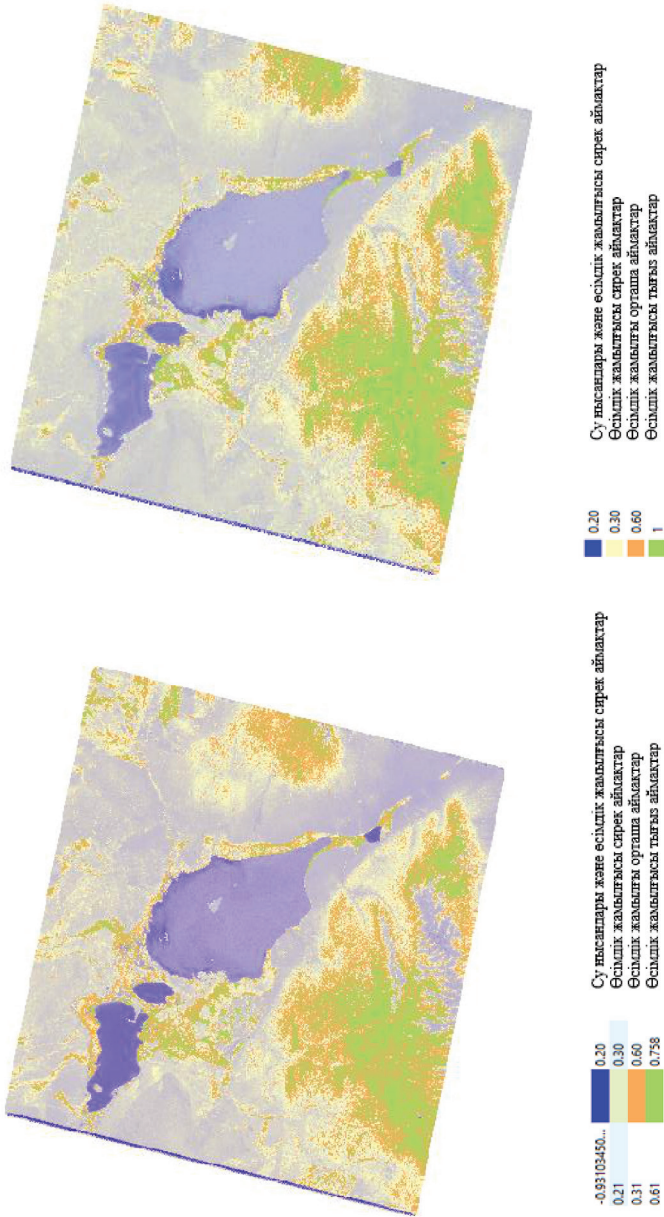 -0.93103450... 0.20 Су нысандары және өсімдік жамылғысы сирек аймақтар
0.21 0.30 Өсімдік жамылғысы сирек аймақтар
0.31 0.60 Өсімдік жамылғы орташа аймақтар
0.61 0.758 Өсімдік жамылғысы тығыз аймақтар
0.20 Су нысандары және өсімдік жамылғысы сирек аймақтар
0.30 Өсімдік жамылғысы сирек аймақтар
0.60 Өсімдік жамылғы орташа аймақтар
1 Өсімдік жамылғысы тығыз аймақтар